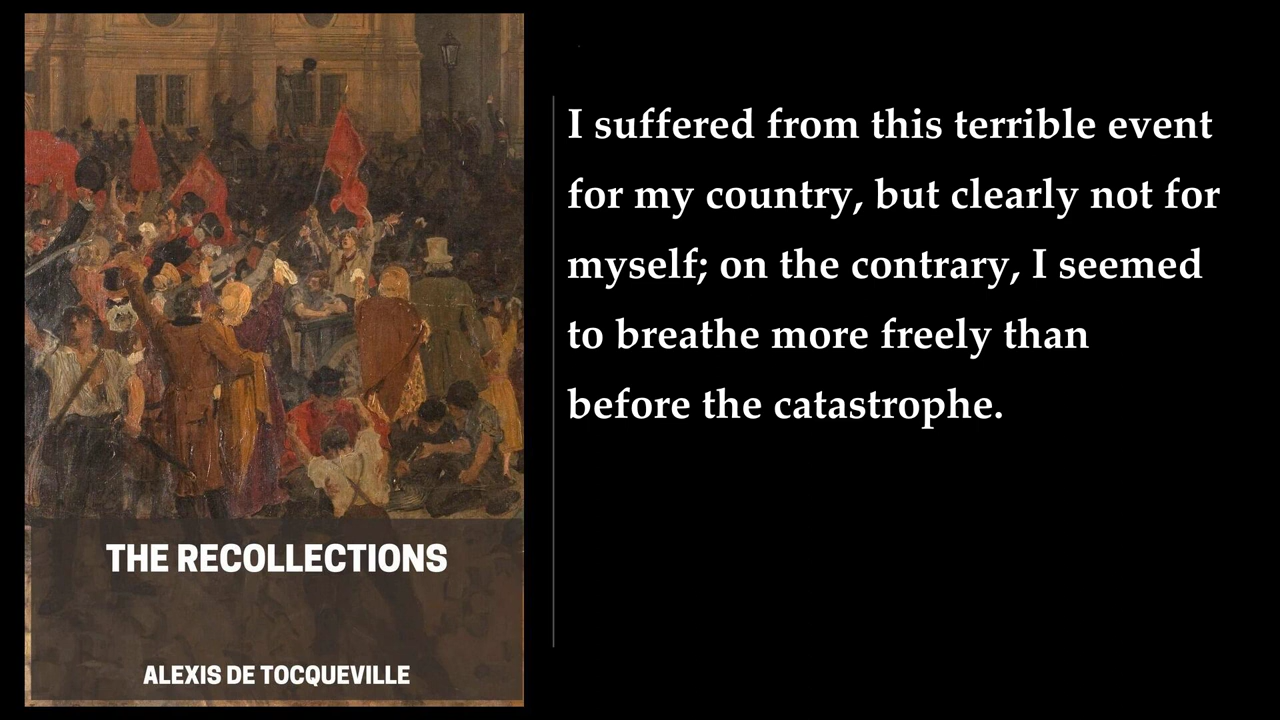 I suffered from this terrible event
for my country, but clearly not for
myself; on the contrary, I seemed
to breathe more freely than
before the catastrophe.
THE RECOLLECTIONS
ALEXIS DE TOCQUEVILLE